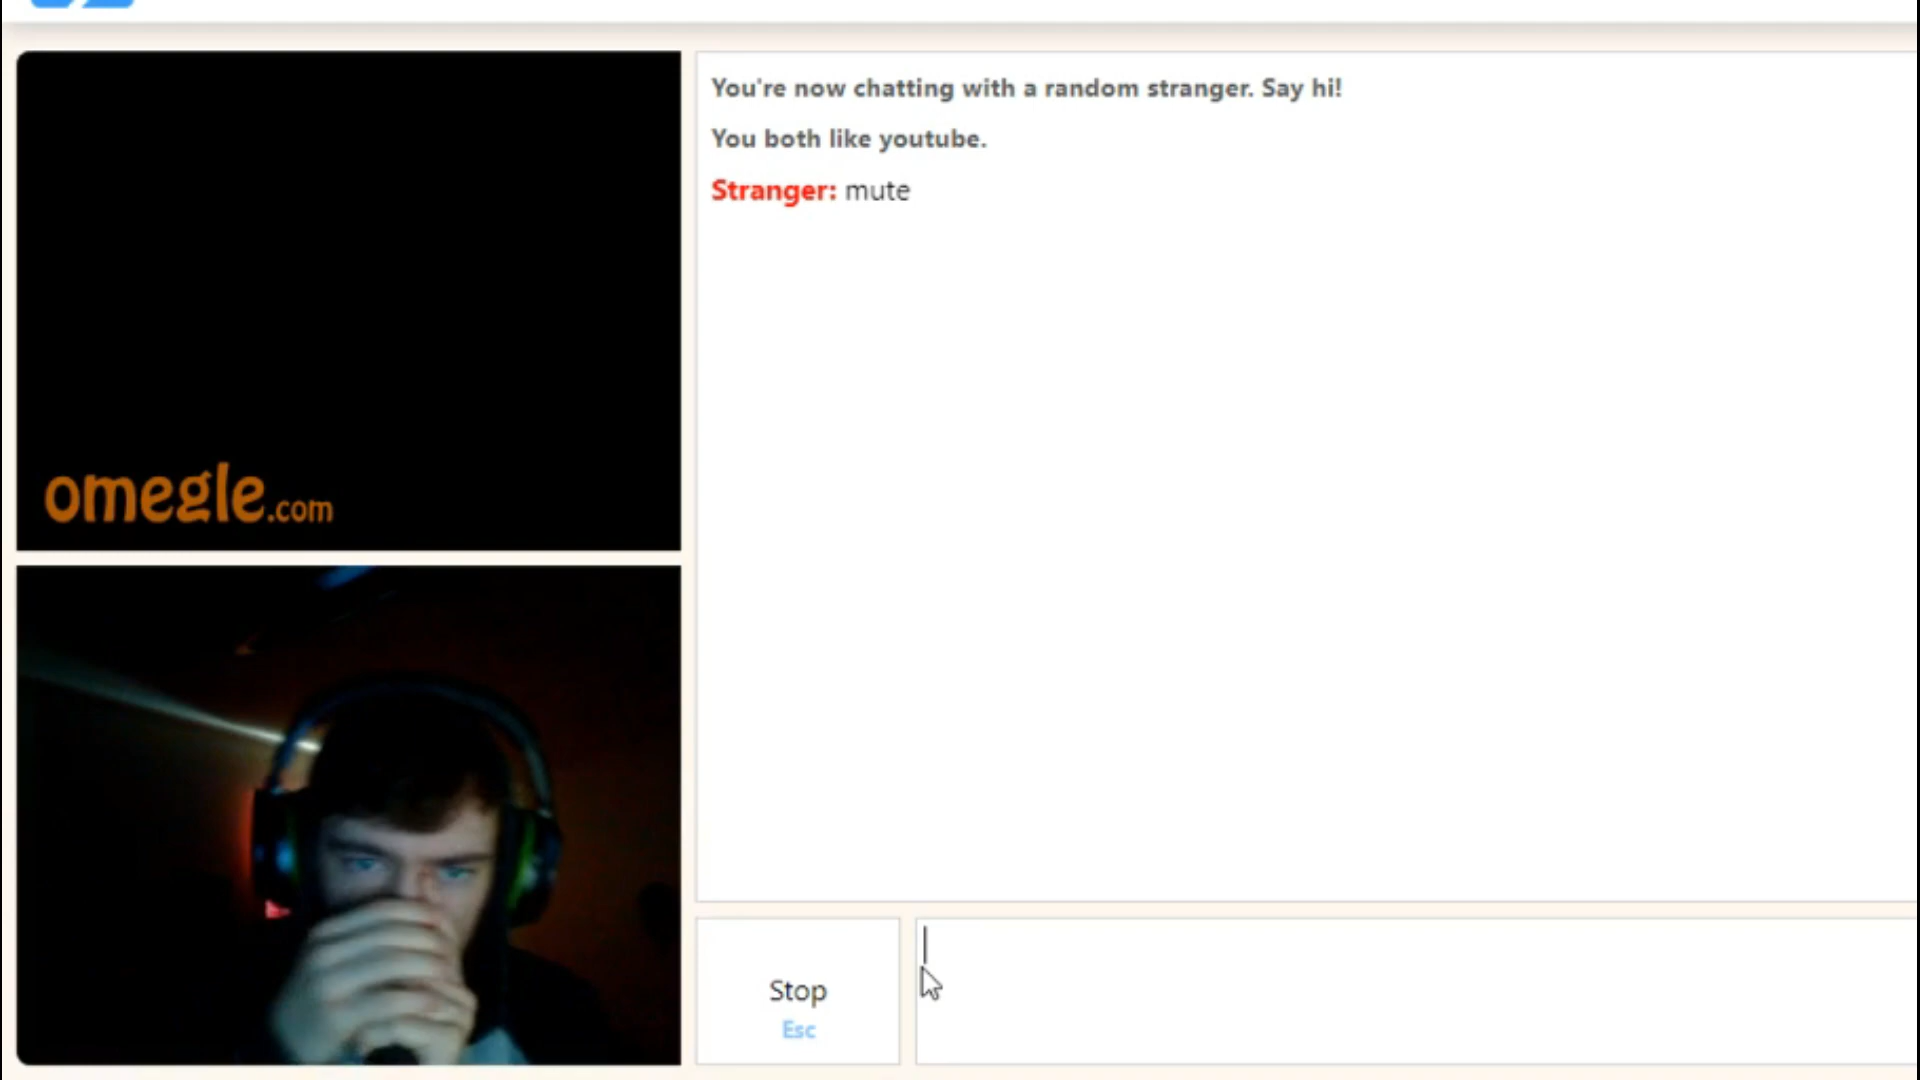 You're now chatting with a random stranger. Say hi!
You both like youtube.
Stranger: mute
omegle.com
Stop
Esc